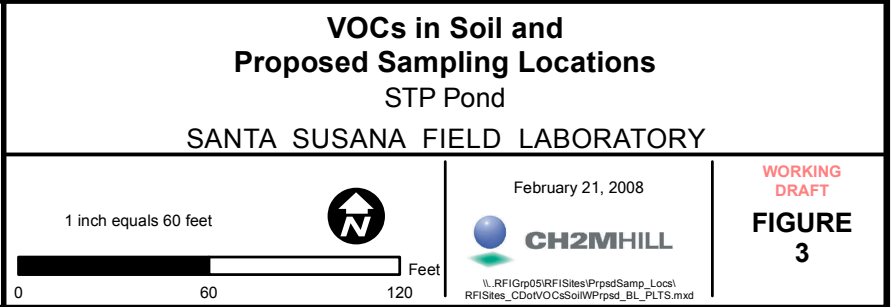 VOCs in Soil and
Proposed Sampling Locations
STP Pond
SANTA SUSANA FIELD LABORATORY
1 inch equals 60 feet
N
Feet
0 60 120
February 21, 2008
CH2MHILL
\\..RFIGrp05\RFISites\PrpsdSamp_Locs\
RFISites_CDotVOCsSoilWPrpsd_BL_PLTS.mxd
WORKING
DRAFT
FIGURE
3